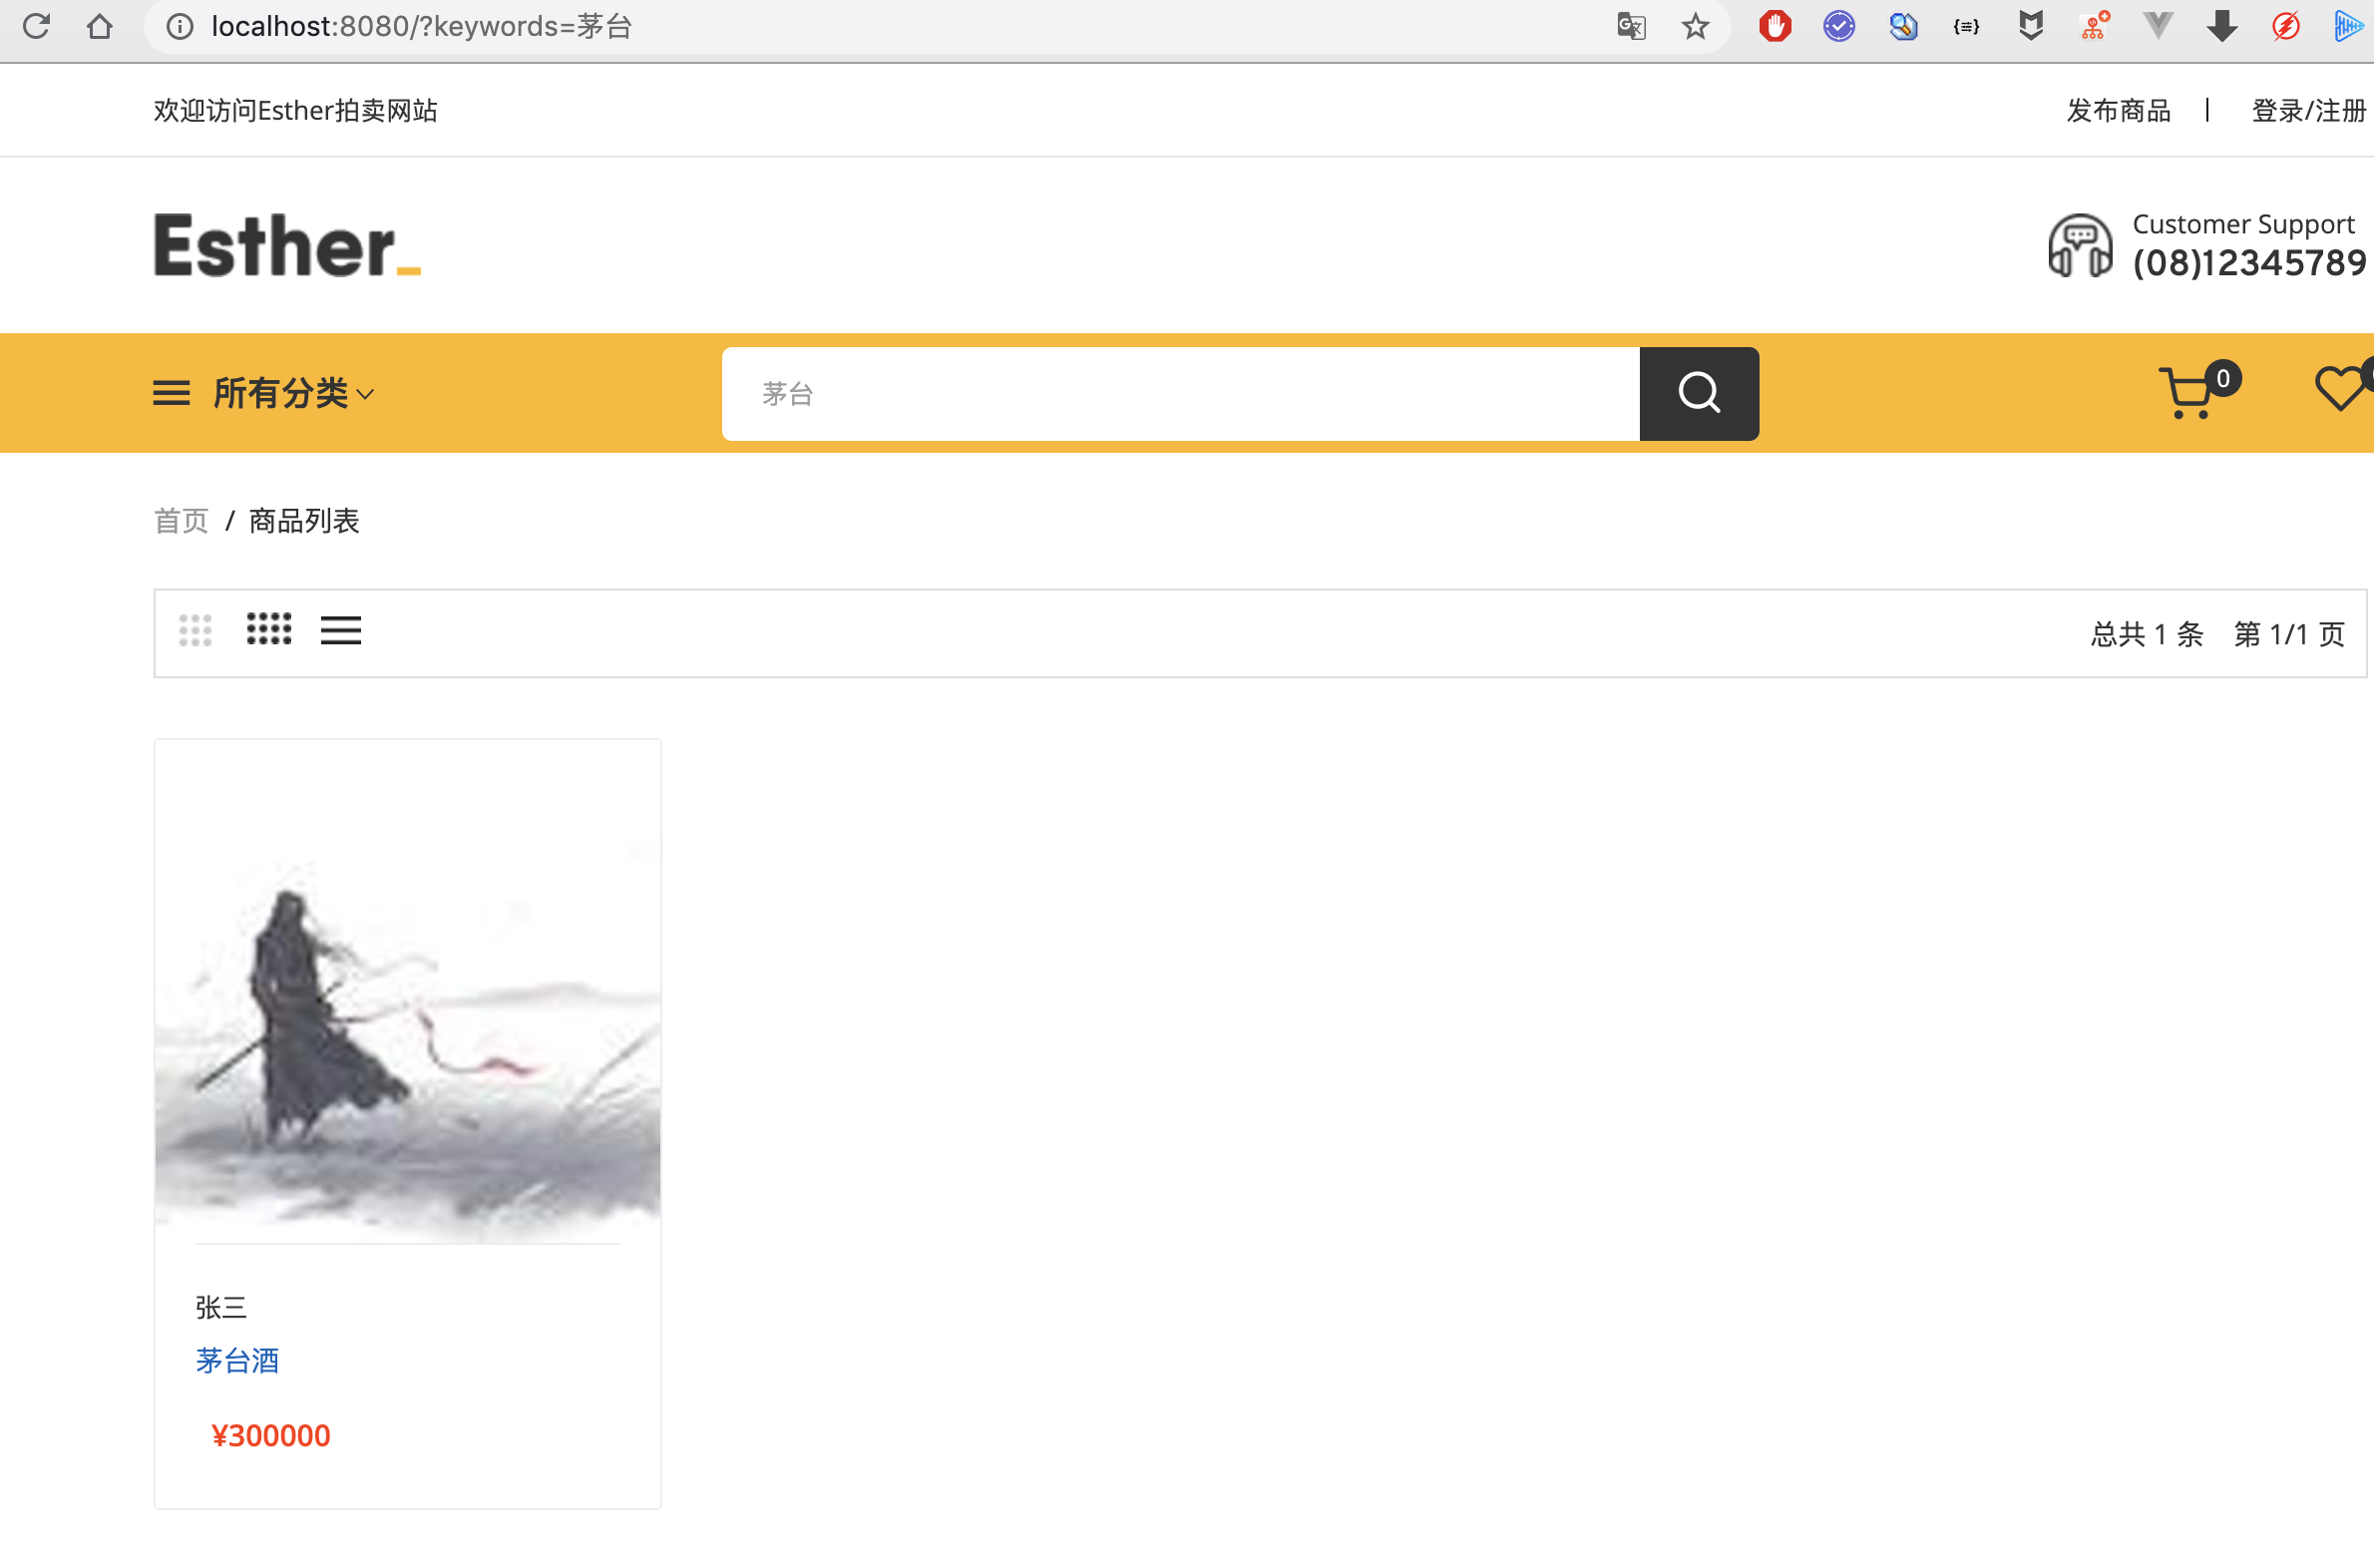 localhost:8080/?keywords=茅台
欢迎访问Esther拍卖网站
发布商品 | 登录/注册
Esther_
Customer Support
(08)12345789
所有分类
茅台
0
首页 / 商品列表
总共 1 条 第 1/1 页
张三
茅台酒
¥300000